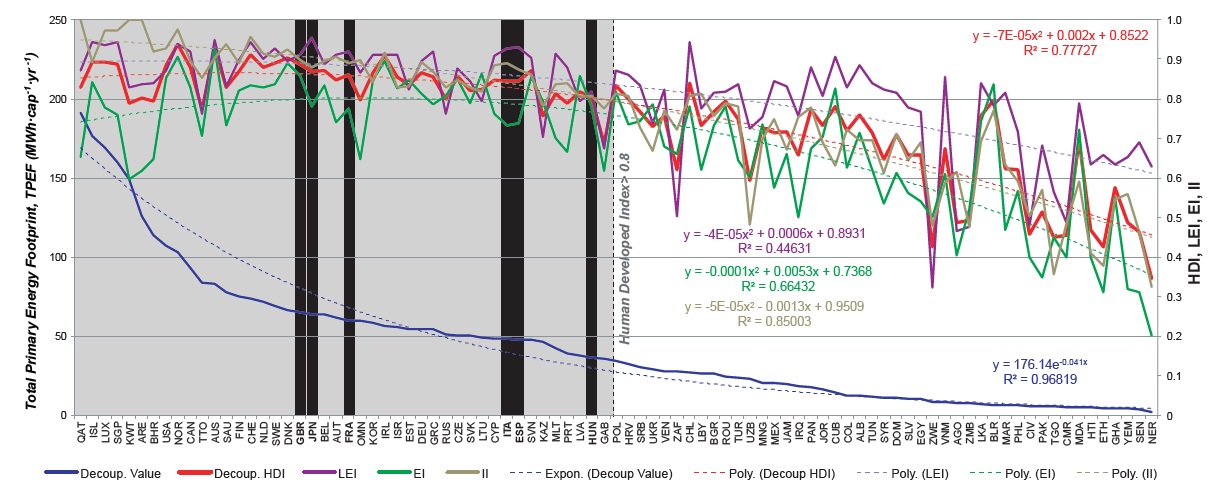 Total Primary Energy Footprint, TPEF (MWh·cap⁻¹·yr⁻¹)
250
200
150
100
50
0
1.0
0.9
0.8
0.7
0.6
0.5
0.4
0.3
0.2
0.1
0
HDI, LEI, EI, II
Human Developed Index> 0.8
y = -7E-05x² + 0.002x + 0.8522
R² = 0.77727
y = -4E-05x² + 0.0006x + 0.8931
R² = 0.44631
y = -0.0001x² + 0.0053x + 0.7368
R² = 0.66432
y = -5E-05x² - 0.0013x + 0.9509
R² = 0.85003
y = 176.14e⁻⁰·⁰⁴¹ˣ
R² = 0.96819
QAT ISL LUX SGP KWT ARE BHR USA NOR CAN TTO AUS SAU FIN CHE NLD SWE DNK GBR JPN BEL AUT FRA OMN KOR IRL ISR EST DEU GRC RUS CZE SVK LTU CYP ITA ESP SVN KAZ MLT PRT LVA HUN GAB POL HRV SRB UKR VEN ZAF CHL LBY BGR ROU TUR UZB MNG MEX JAM IRQ PAN JOR CUB COL ALB TUN SYR DOM SLV EGY ZWE VNM AGO ZMB LKA BLR PHL CIV PAK TGO CMR MDA HTI ETH GHA YEM SEN NER
Decoup. Value Decoup. HDI LEI EI II Expon. (Decoup Value) Poly. (Decoup HDI) Poly. (LEI) Poly. (EI) Poly. (II)